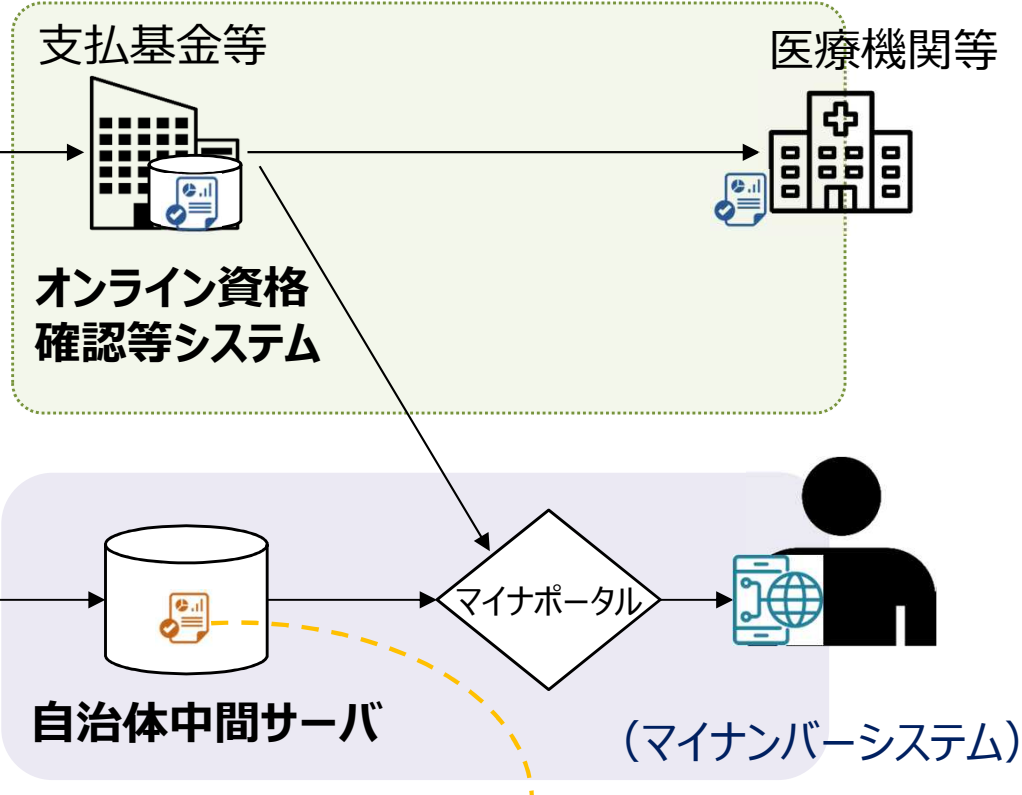 支払基金等
医療機関等
オンライン資格
確認等システム
マイナポータル
自治体中間サーバ
（マイナンバーシステム）